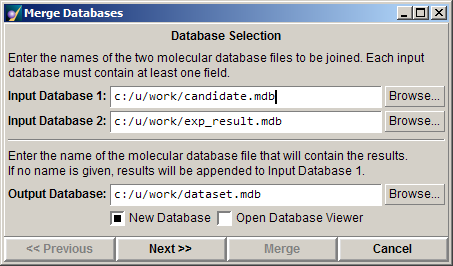 Merge Databases
Database Selection
Enter the names of the two molecular database files to be joined. Each input
database must contain at least one field.
Input Database 1: c:/u/work/candidate.mdb Browse...
Input Database 2: c:/u/work/exp_result.mdb Browse...
Enter the name of the molecular database file that will contain the results.
If no name is given, results will be appended to Input Database 1.
Output Database: c:/u/work/dataset.mdb Browse...
New Database Open Database Viewer
<< Previous Next >> Merge Cancel